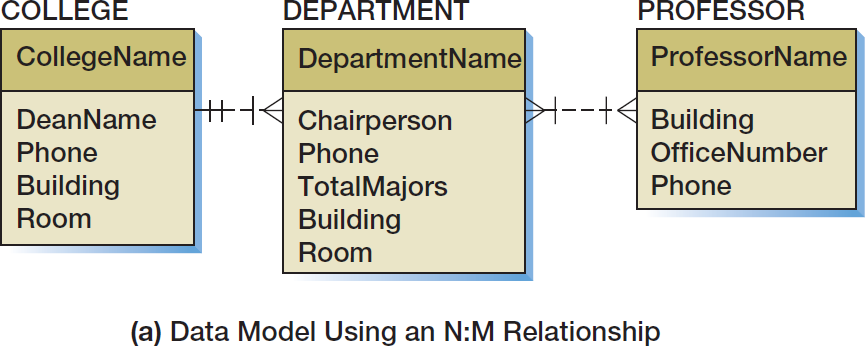 COLLEGE
CollegeName
DeanName
Phone
Building
Room
DEPARTMENT
DepartmentName
Chairperson
Phone
TotalMajors
Building
Room
PROFESSOR
ProfessorName
Building
OfficeNumber
Phone
(a) Data Model Using an N:M Relationship